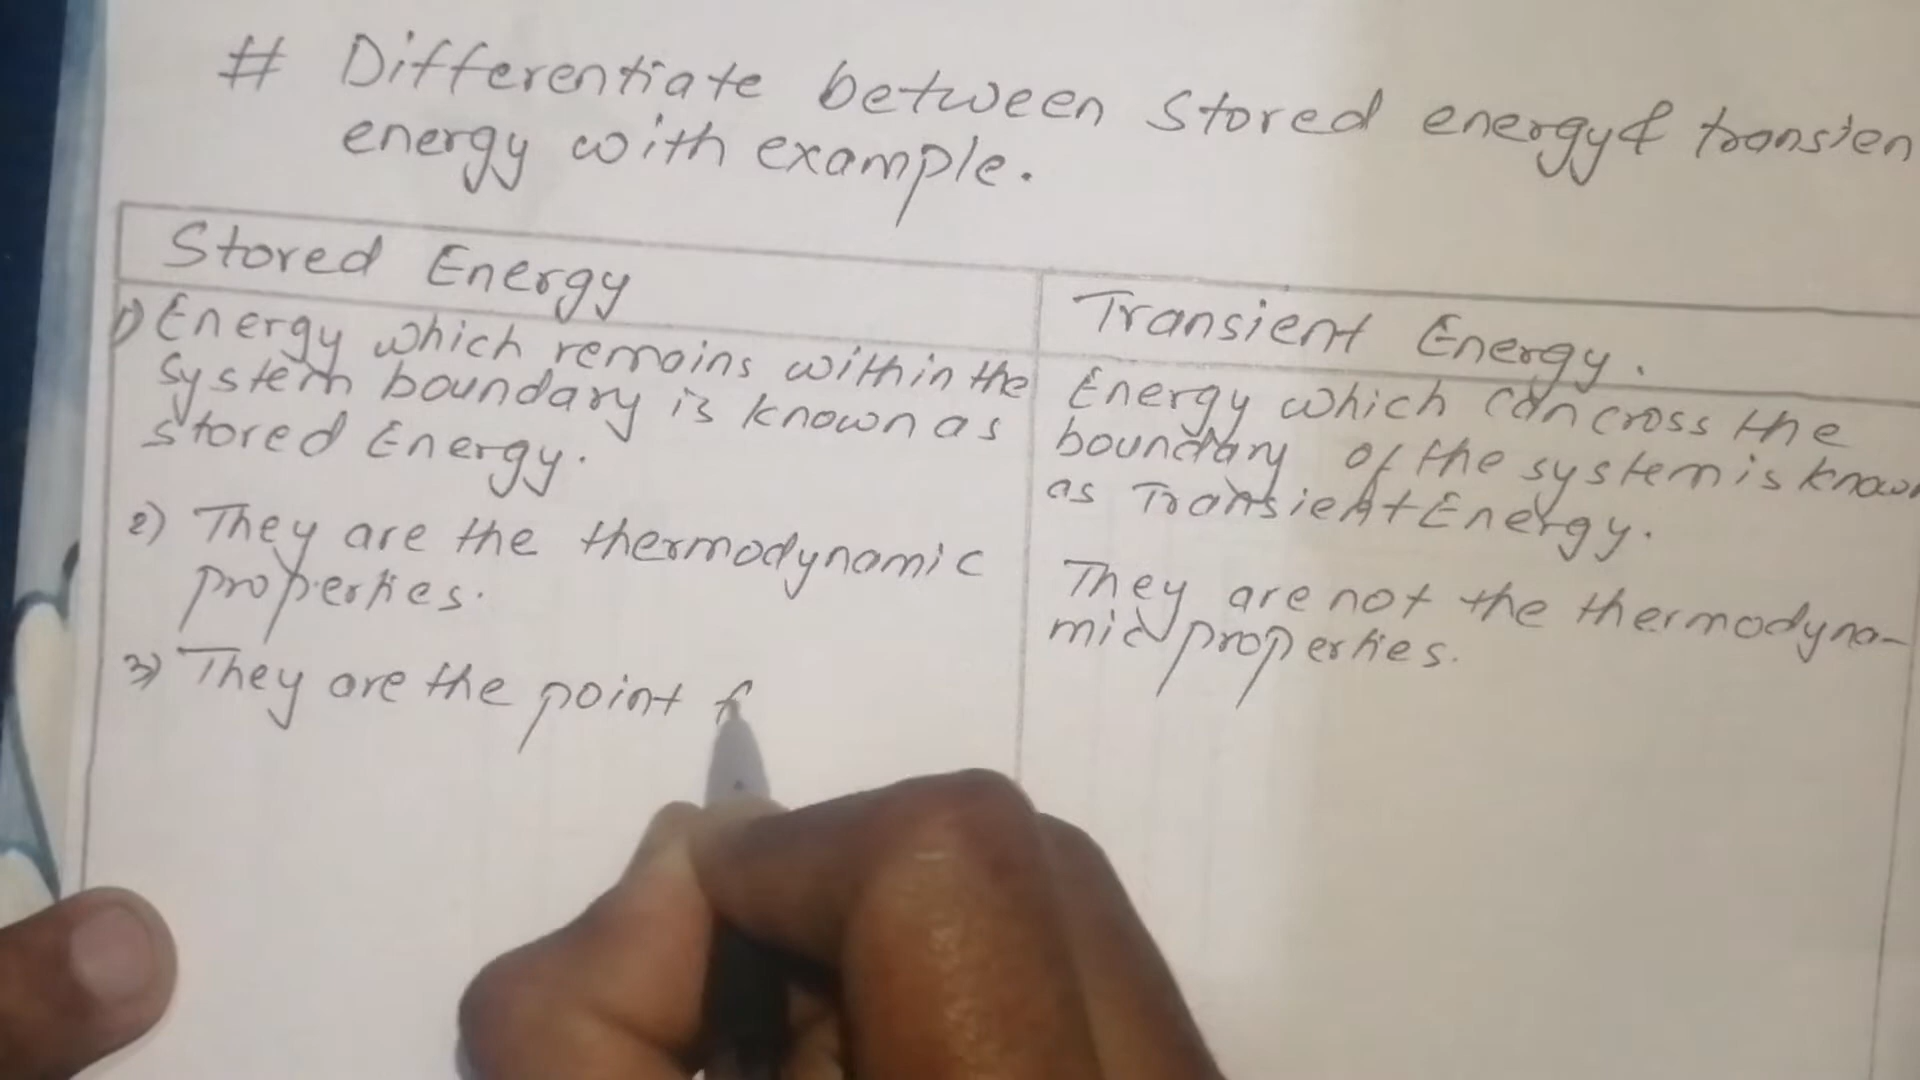 # Differentiate between Stored energy & transien
energy with example.
Stored Energy
1) Energy which remains within the
system boundary is known as
stored Energy.
2) They are the thermodynamic
properties.
3) They are the point f
Transient Energy.
Energy which can cross the
boundary of the system is known
as Transient Energy.
They are not the thermodyna-
mic properties.